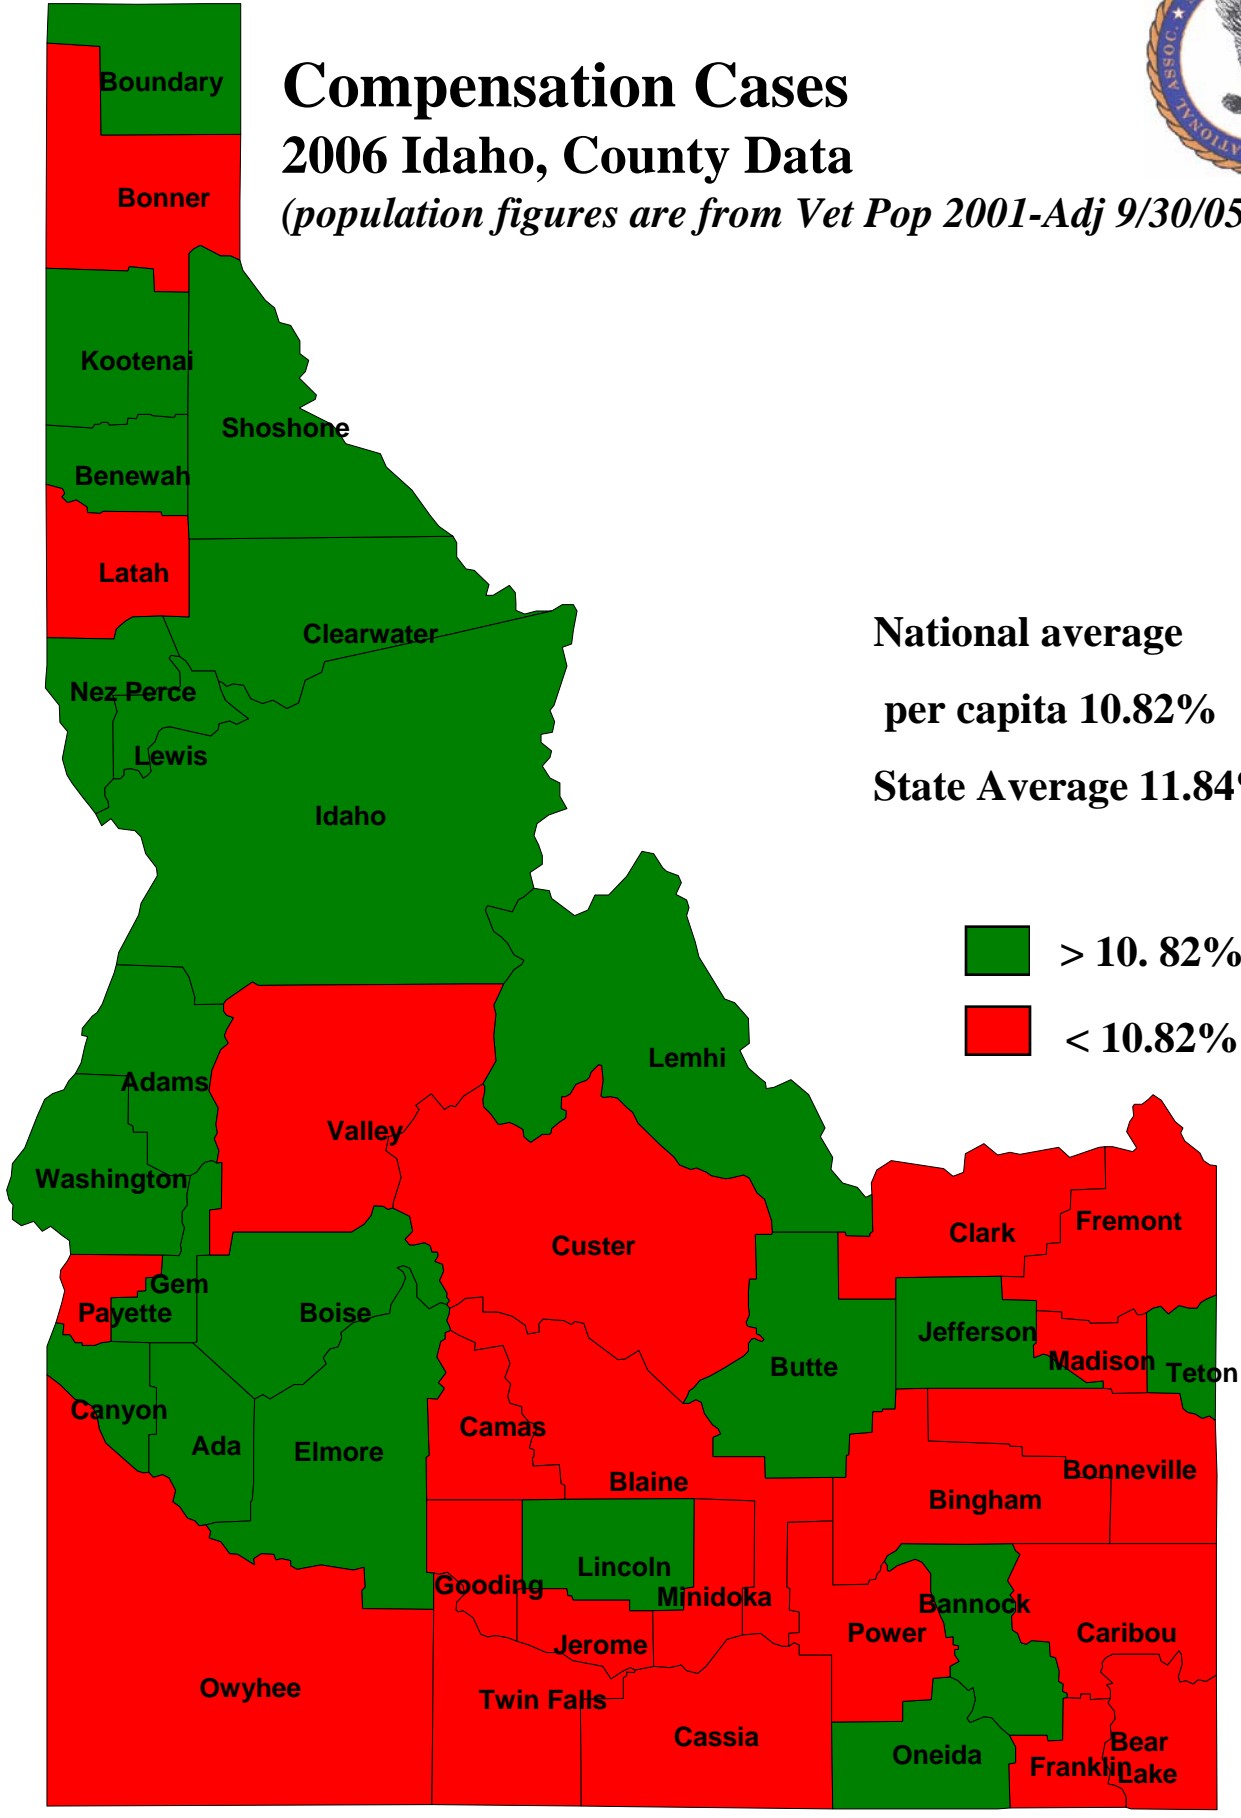 Compensation Cases
2006 Idaho, County Data
(population figures are from Vet Pop 2001-Adj 9/30/05
ASSOC.
Boundary
Bonner
Kootenai
Shoshone
Benewah
Latah
Clearwater
Nez Perce
Lewis
Idaho
National average
per capita 10.82%
State Average 11.84%
> 10. 82%
< 10.82%
Lemhi
Adams
Valley
Washington
Custer
Clark
Fremont
Gem
Payette
Boise
Jefferson
Madison
Teton
Butte
Canyon
Ada
Elmore
Camas
Blaine
Bonneville
Bingham
Lincoln
Gooding
Minidoka
Bannock
Jerome
Power
Caribou
Owyhee
Twin Falls
Cassia
Oneida
Franklin
Bear
Lake